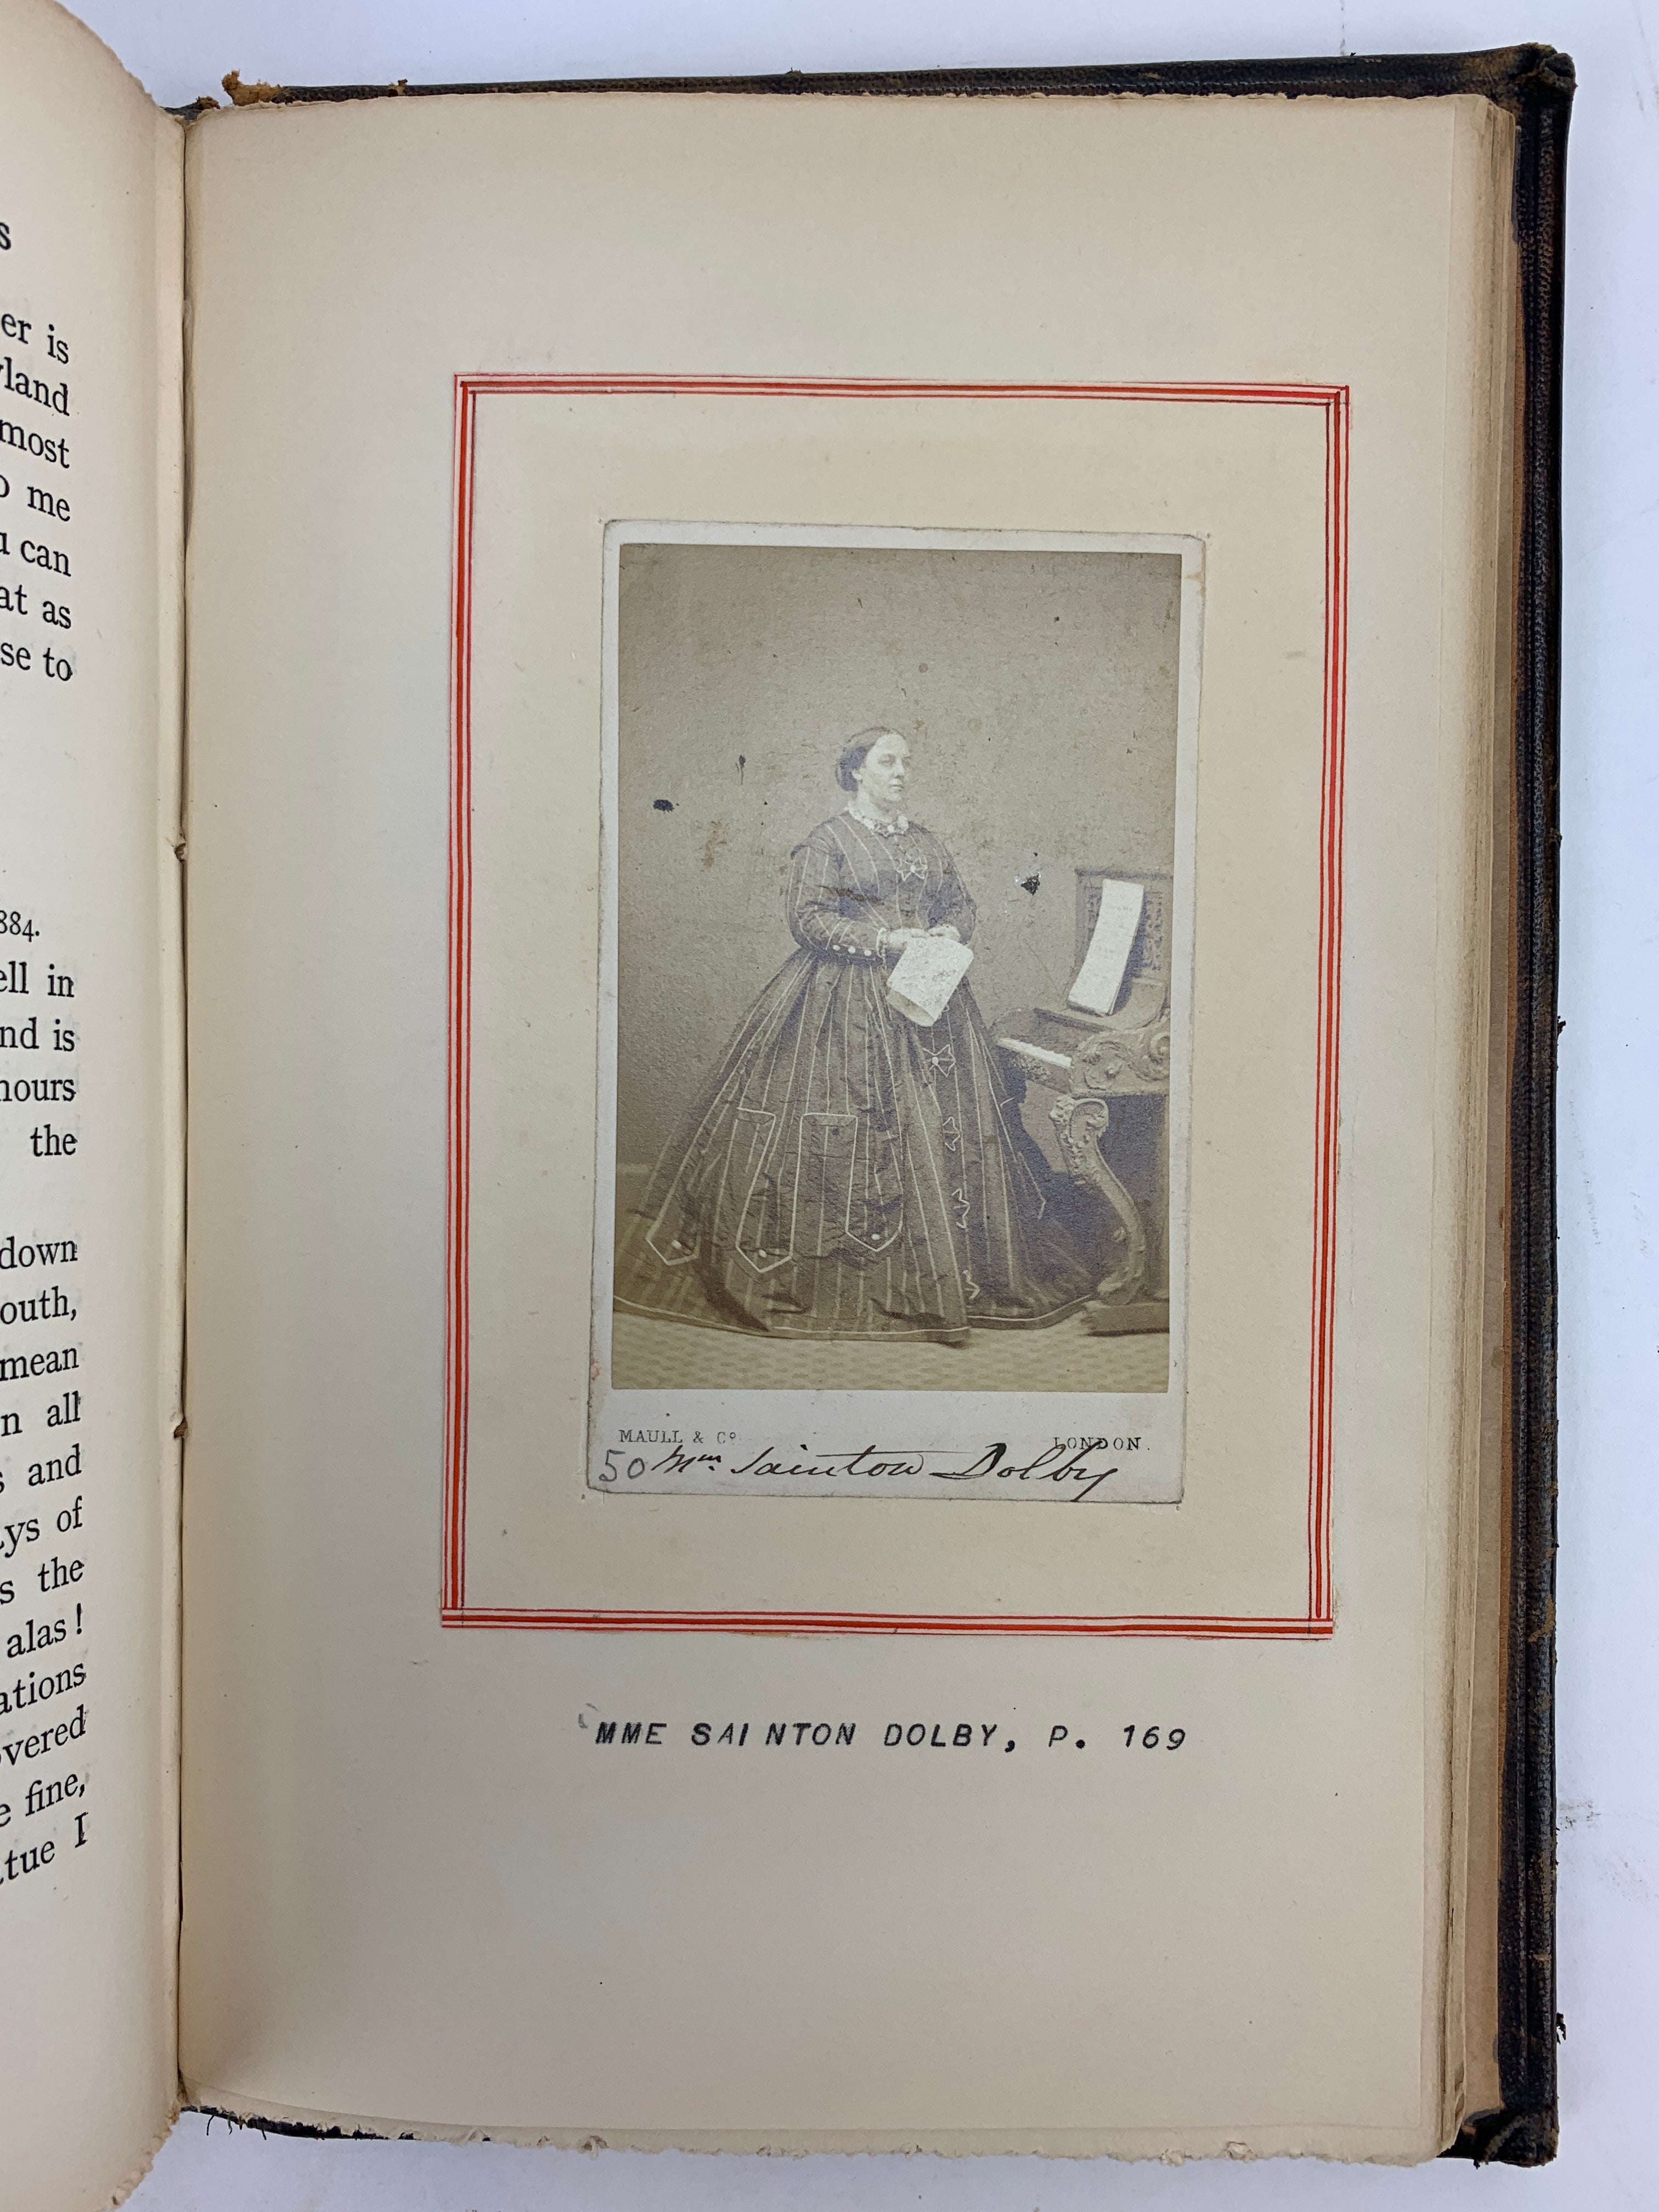 s
er is
land
most
me
can
at as
se to
884.
ell in
nd is
hours
the
down
outh,
mean
n all
s and
ys of
s the
alas!
ations
overed
e fine,
tue I
MAULL & Co. LONDON.
50 Mme Sainton Dolby
MME SAINTON DOLBY, P. 169